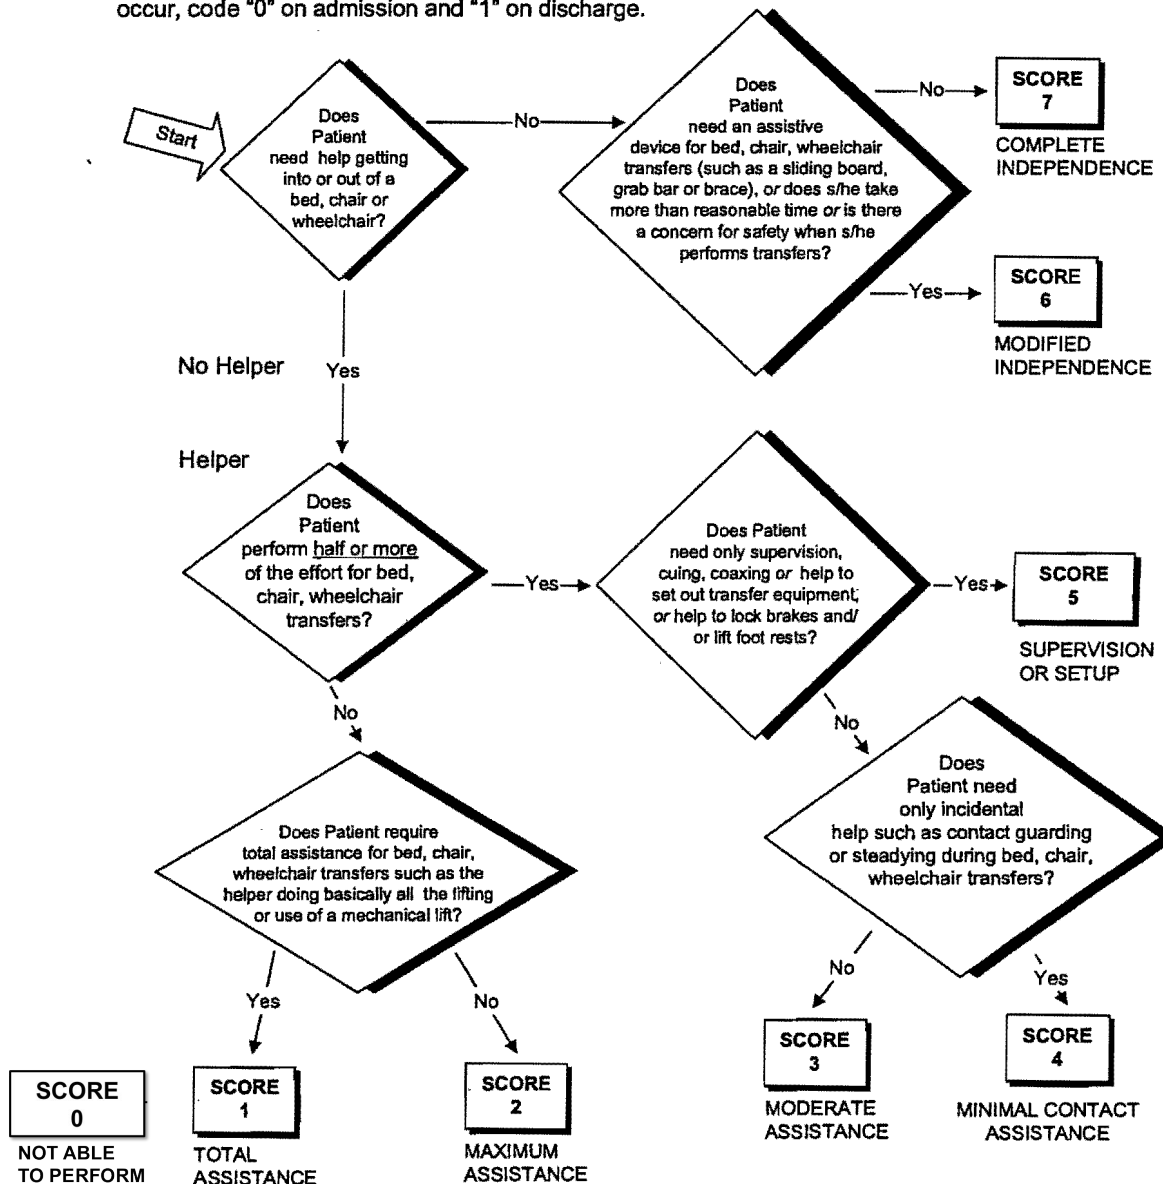 occur, code "0" on admission and "1" on discharge.
Start
Does
Patient
need help getting
into or out of a
bed, chair or
wheelchair?
No
Does
Patient
need an assistive
device for bed, chair, wheelchair
transfers (such as a sliding board,
grab bar or brace), or does s/he take
more than reasonable time or is there
a concern for safety when s/he
performs transfers?
No
SCORE
7
COMPLETE
INDEPENDENCE
Yes
SCORE
6
MODIFIED
INDEPENDENCE
No Helper
Yes
Helper
Does
Patient
perform half or more
of the effort for bed,
chair, wheelchair
transfers?
Yes
Does Patient
need only supervision,
cuing, coaxing or help to
set out transfer equipment,
or help to lock brakes and/
or lift foot rests?
Yes
SCORE
5
SUPERVISION
OR SETUP
No
No
Does
Patient need
only incidental
help such as contact guarding
or steadying during bed, chair,
wheelchair transfers?
Does Patient require
total assistance for bed, chair,
wheelchair transfers such as the
helper doing basically all the lifting
or use of a mechanical lift?
Yes
No
No
Yes
SCORE
0
NOT ABLE
TO PERFORM
SCORE
1
TOTAL
ASSISTANCE
SCORE
2
MAXIMUM
ASSISTANCE
SCORE
3
MODERATE
ASSISTANCE
SCORE
4
MINIMAL CONTACT
ASSISTANCE